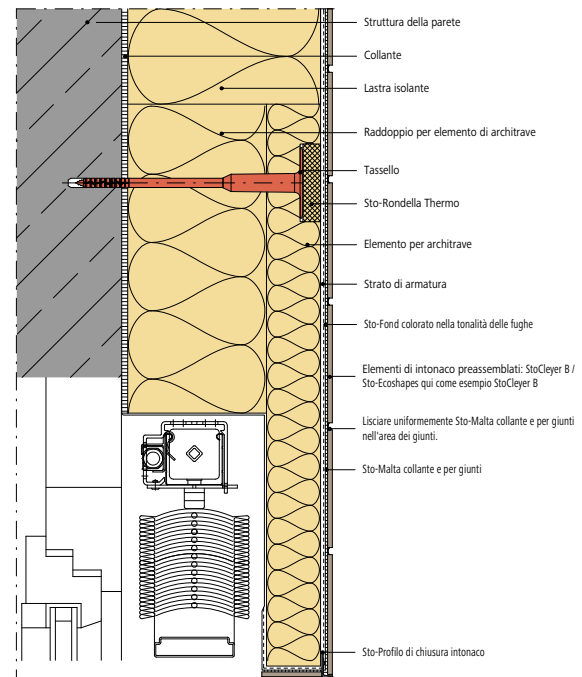 Struttura della parete
Collante
Lastra isolante
Raddoppio per elemento di architrave
Tassello
Sto-Rondella Thermo
Elemento per architrave
Strato di armatura
Sto-Fond colorato nella tonalità delle fughe
Elementi di intonaco preassemblati: StoCleyer B /
Sto-Ecoshapes qui come esempio StoCleyer B
Lisciare uniformemente Sto-Malta collante e per giunti
nell'area dei giunti.
Sto-Malta collante e per giunti
Sto-Profilo di chiusura intonaco